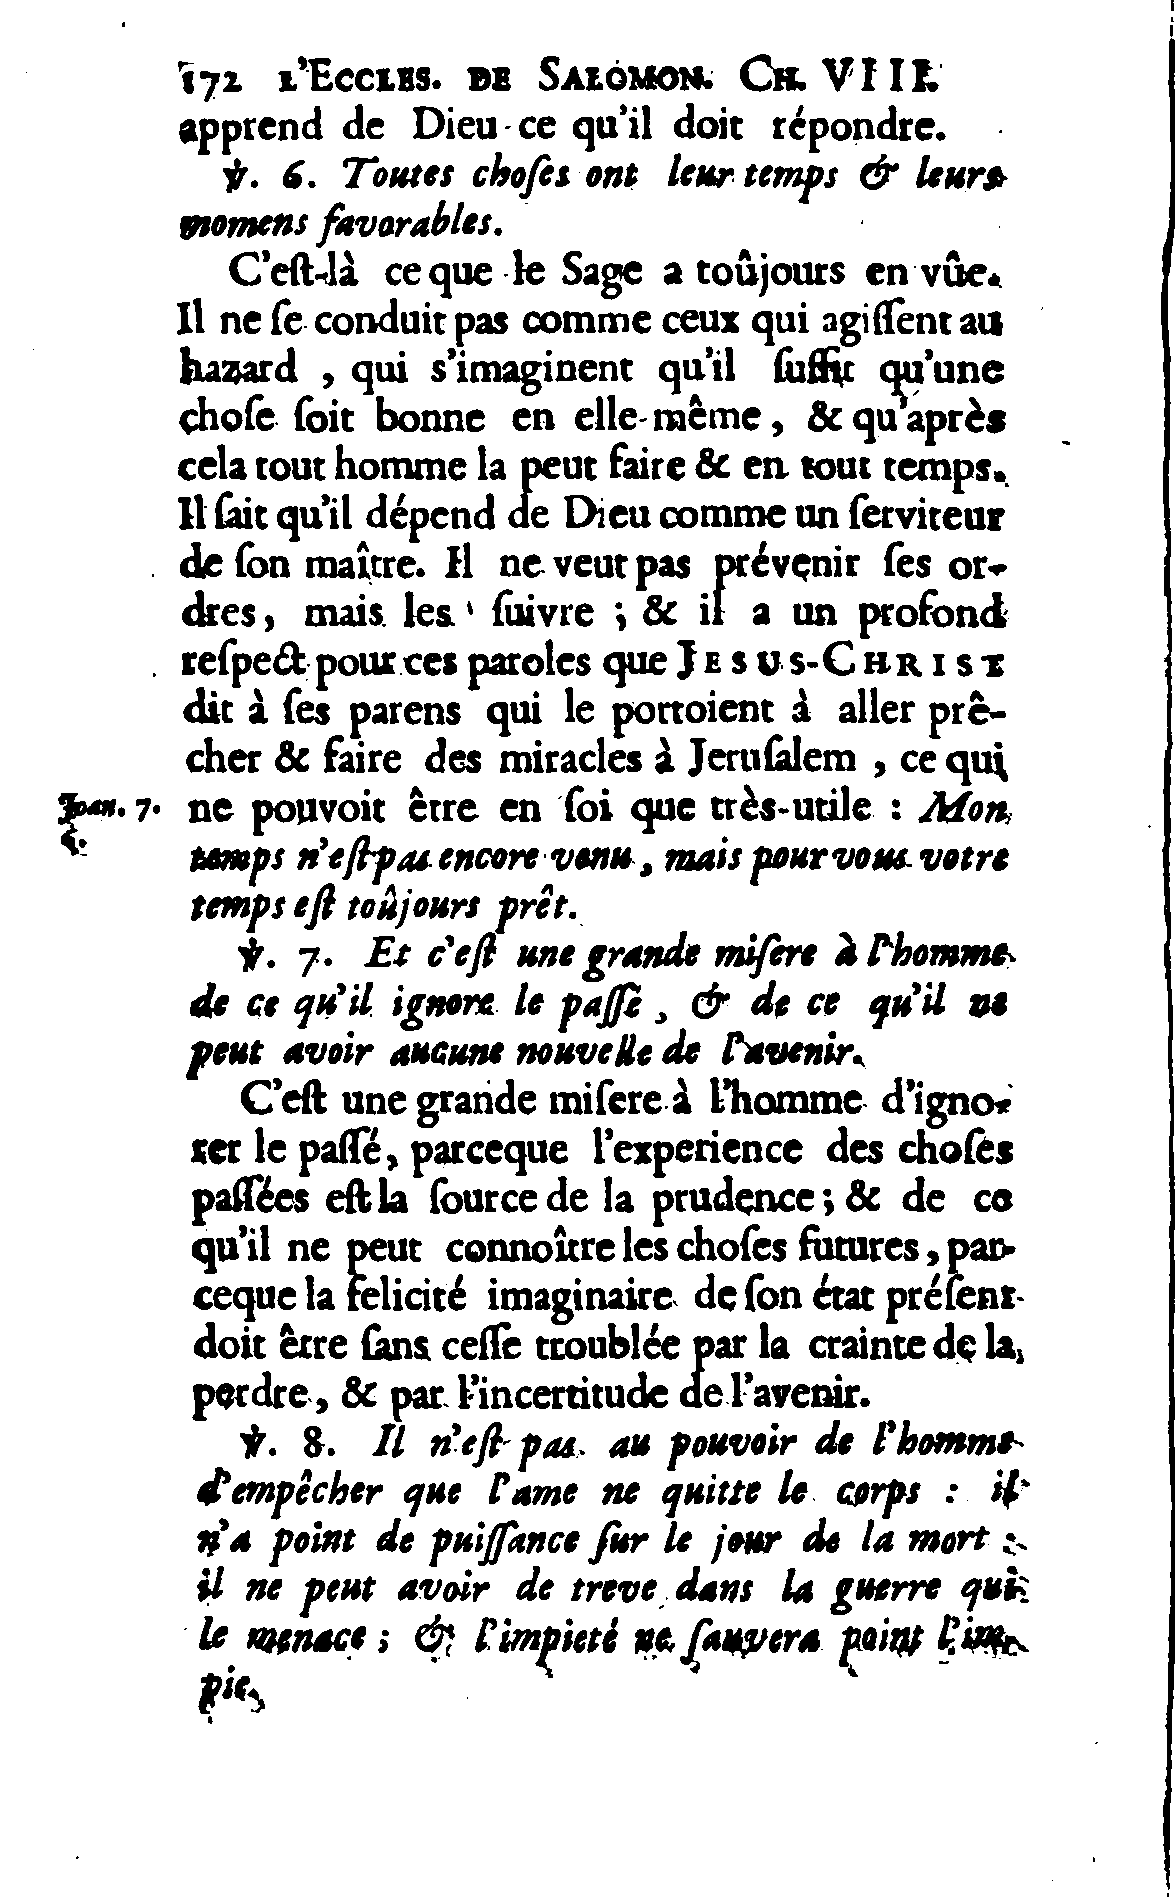 172 L'ECCLES. DE SALOMON. CH. VIII.
apprend de Dieu ce qu'il doit répondre.
℣. 6. Toutes choſes ont leur temps & leurs
momens favorables.
C'eſt-là ce que le Sage a toûjours en vûe.
Il ne ſe conduit pas comme ceux qui agiſſent au
hazard , qui s'imaginent qu'il ſuffit qu'une
choſe ſoit bonne en elle-même , & qu'après
cela tout homme la peut faire & en tout temps.
Il ſait qu'il dépend de Dieu comme un ſerviteur
de ſon maître. Il ne veut pas prévenir ſes or-
dres, mais les ſuivre ; & il a un profond
reſpect pour ces paroles que JESUS-CHRIST
dit à ſes parens qui le portoient à aller prê-
cher & faire des miracles à Jeruſalem , ce qui
Joan. 7. ne pouvoit être en ſoi que très-utile : Mon
temps n'eſt pas encore venu, mais pour vous votre
temps eſt toûjours prêt.
℣. 7. Et c'eſt une grande miſere à l'homme
de ce qu'il ignore le paſſé , & de ce qu'il ne
peut avoir aucune nouvelle de l'avenir.
C'eſt une grande miſere à l'homme d'igno-
rer le paſſé, parceque l'experience des choſes
paſſées eſt la ſource de la prudence ; & de ce
qu'il ne peut connoître les choſes futures, par-
ceque la felicité imaginaire de ſon état préſent
doit être ſans ceſſe troublée par la crainte de la
perdre, & par l'incertitude de l'avenir.
℣. 8. Il n'eſt pas au pouvoir de l'homme
d'empêcher que l'ame ne quitte le corps : il
n'a point de puiſſance ſur le jour de la mort :
il ne peut avoir de treve dans la guerre qui
le menace ; & l'impieté ne ſauvera point l'im-
pie,